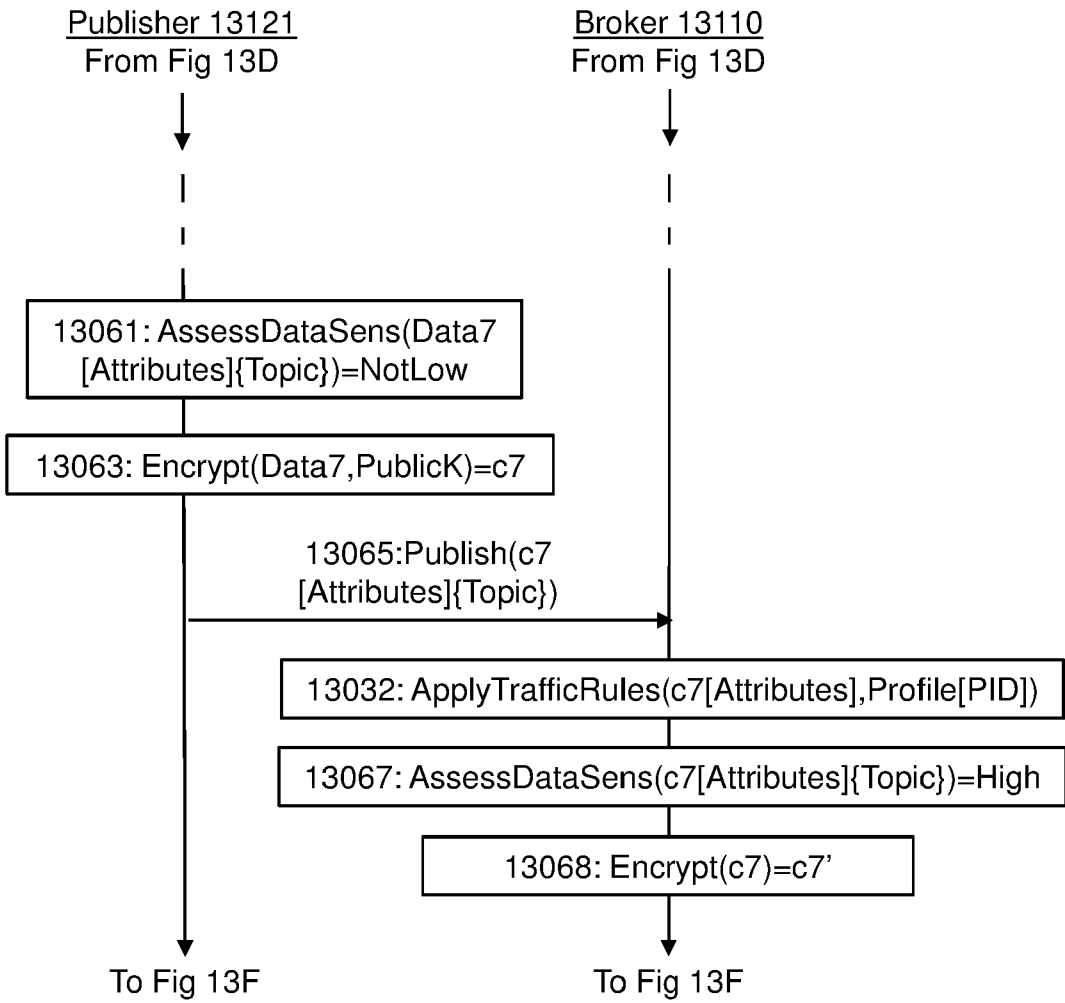 Publisher 13121
From Fig 13D
Broker 13110
From Fig 13D
13061: AssessDataSens(Data7
[Attributes]{Topic})=NotLow
13063: Encrypt(Data7,PublicK)=c7
13065:Publish(c7
[Attributes]{Topic})
13032: ApplyTrafficRules(c7[Attributes],Profile[PID])
13067: AssessDataSens(c7[Attributes]{Topic})=High
13068: Encrypt(c7)=c7’
To Fig 13F
To Fig 13F